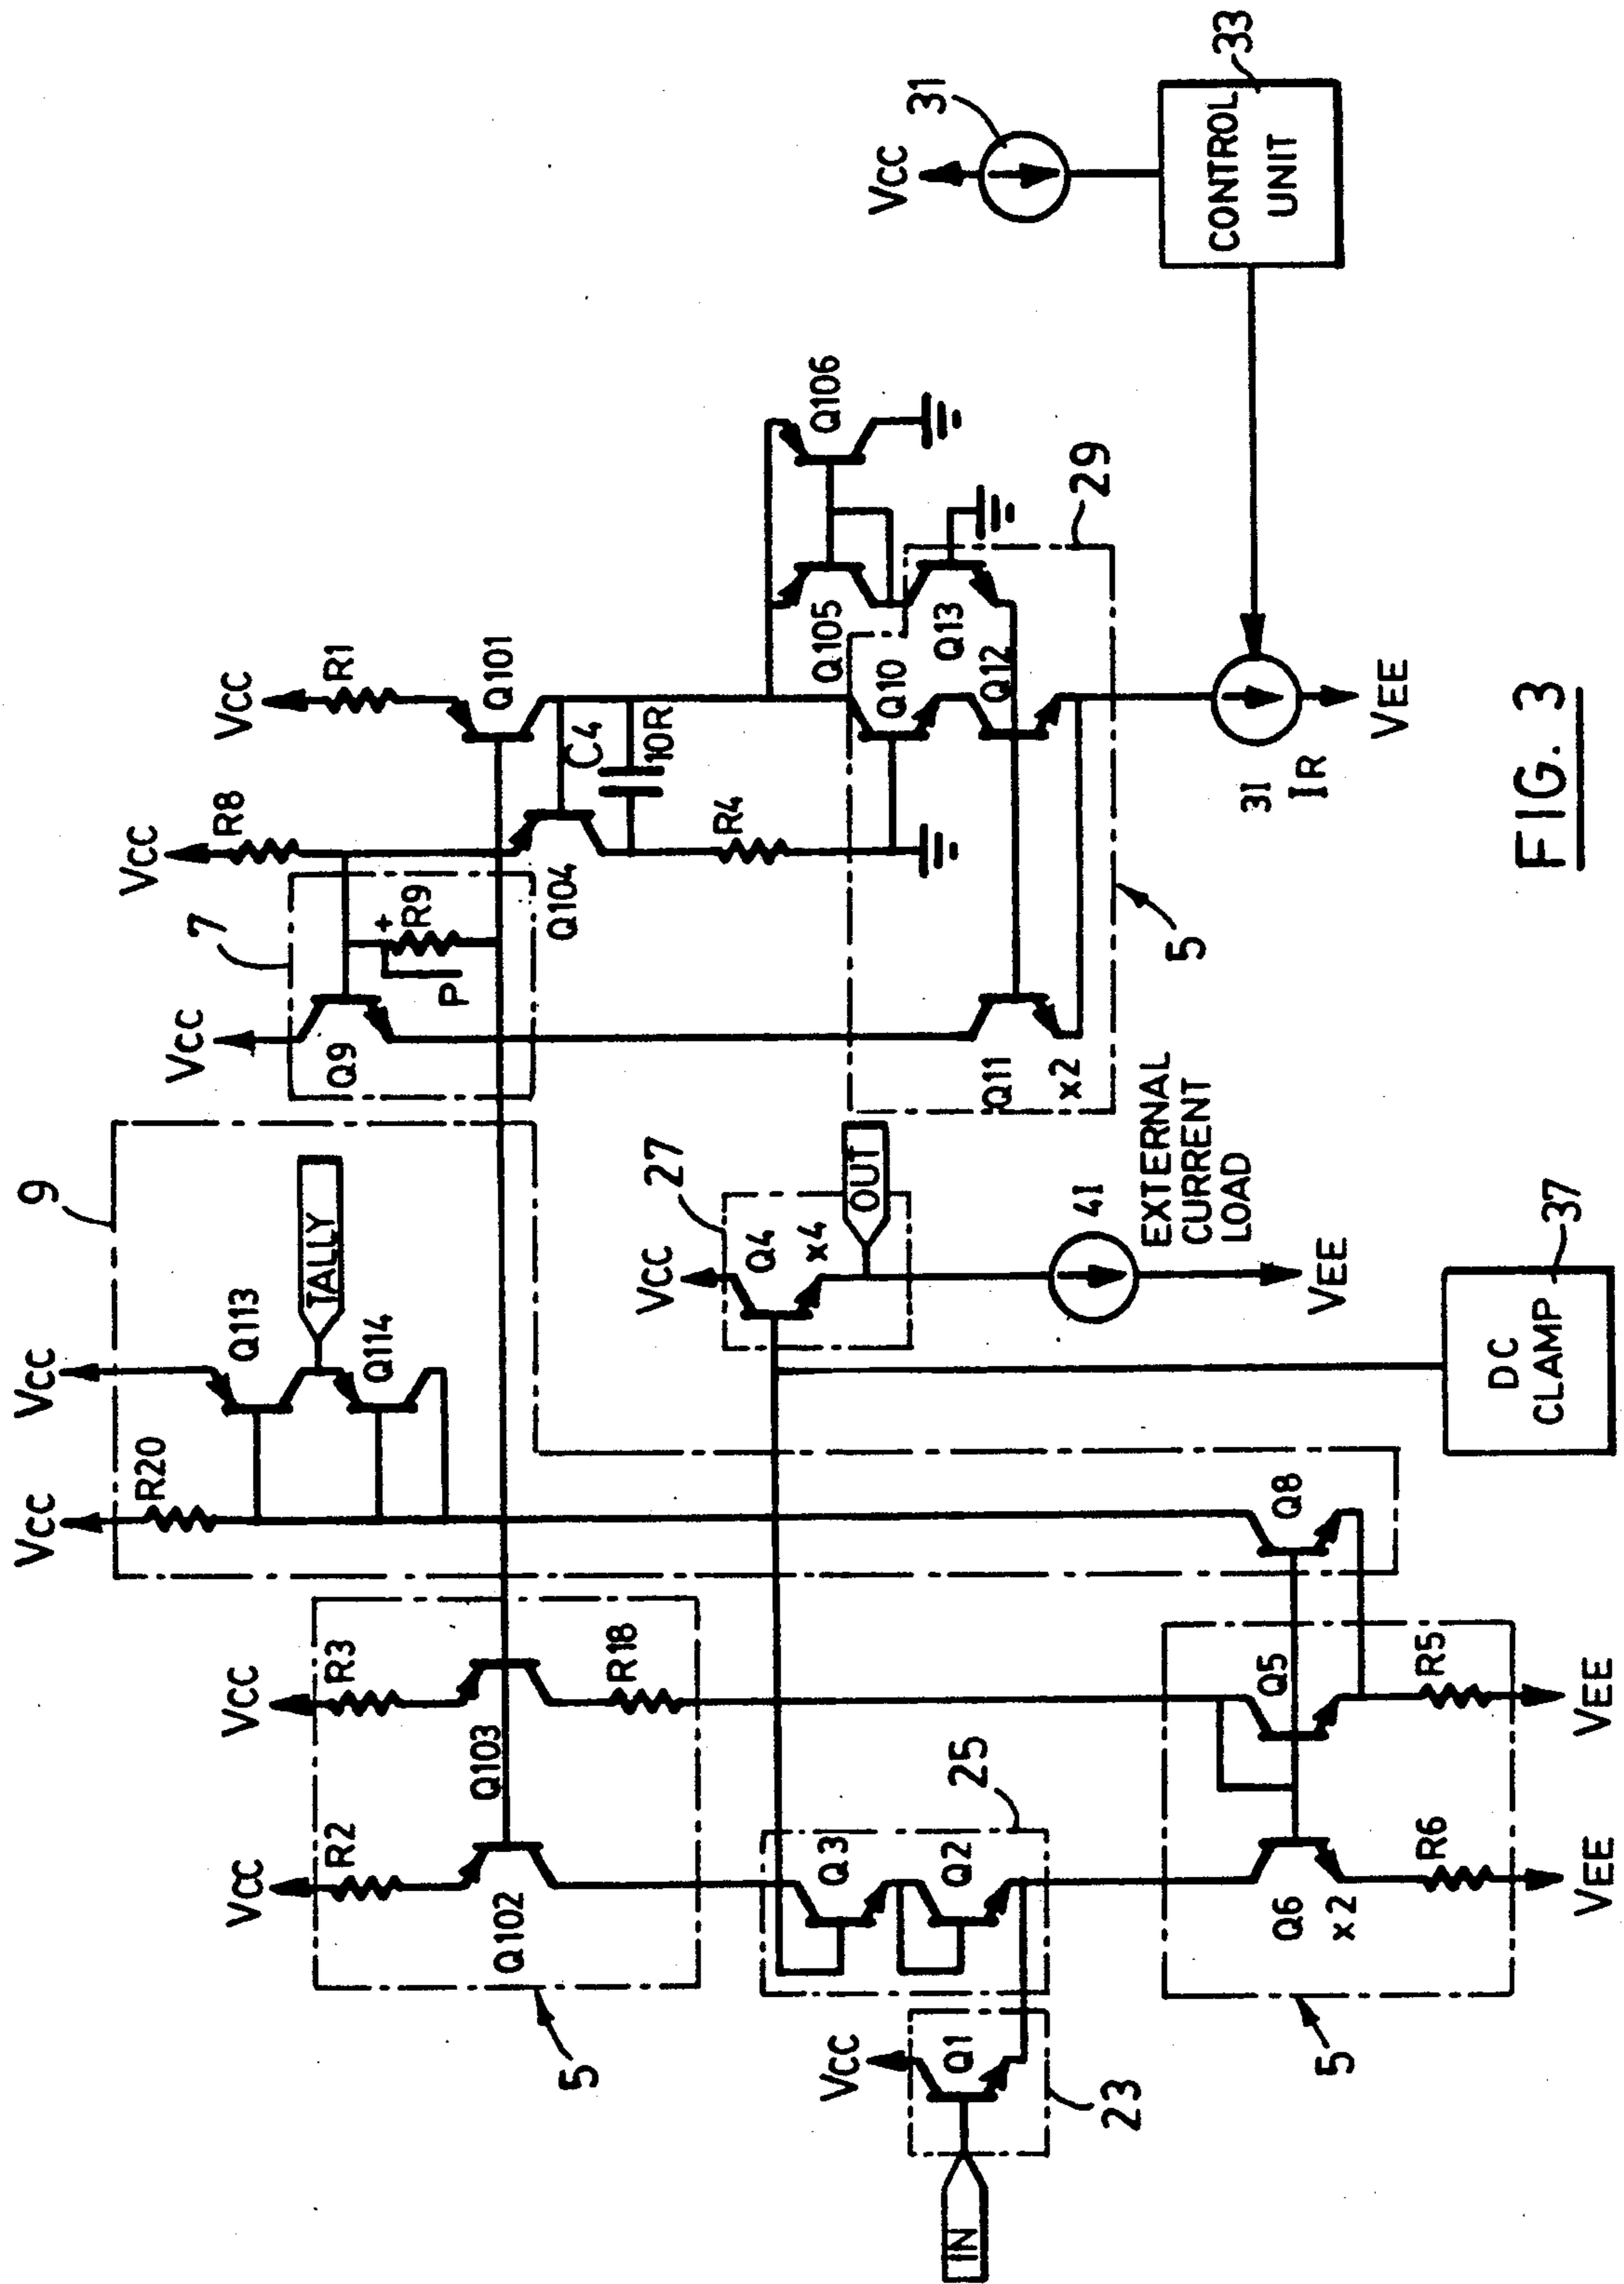 9
VCC
VCC
R20
Q113
TALLY
Q114
VCC
VCC
R2
R3
Q103
Q102
R18
5
VCC
7
Q9
P
+
R9
VCC
R8
VCC
R1
Q101
Q104
C4
10R
R4
Q105
Q106
Q10
Q13
Q12
Q11
x2
29
5
31
IR
VEE
VCC
31
CONTROL
UNIT
33
27
VCC
Q4
x4
OUT
41
EXTERNAL
CURRENT
LOAD
VEE
DC
CLAMP
37
25
Q3
Q2
VCC
Q1
IN
23
Q8
Q5
Q6
x2
R5
R6
5
VEE
VEE
FIG. 3